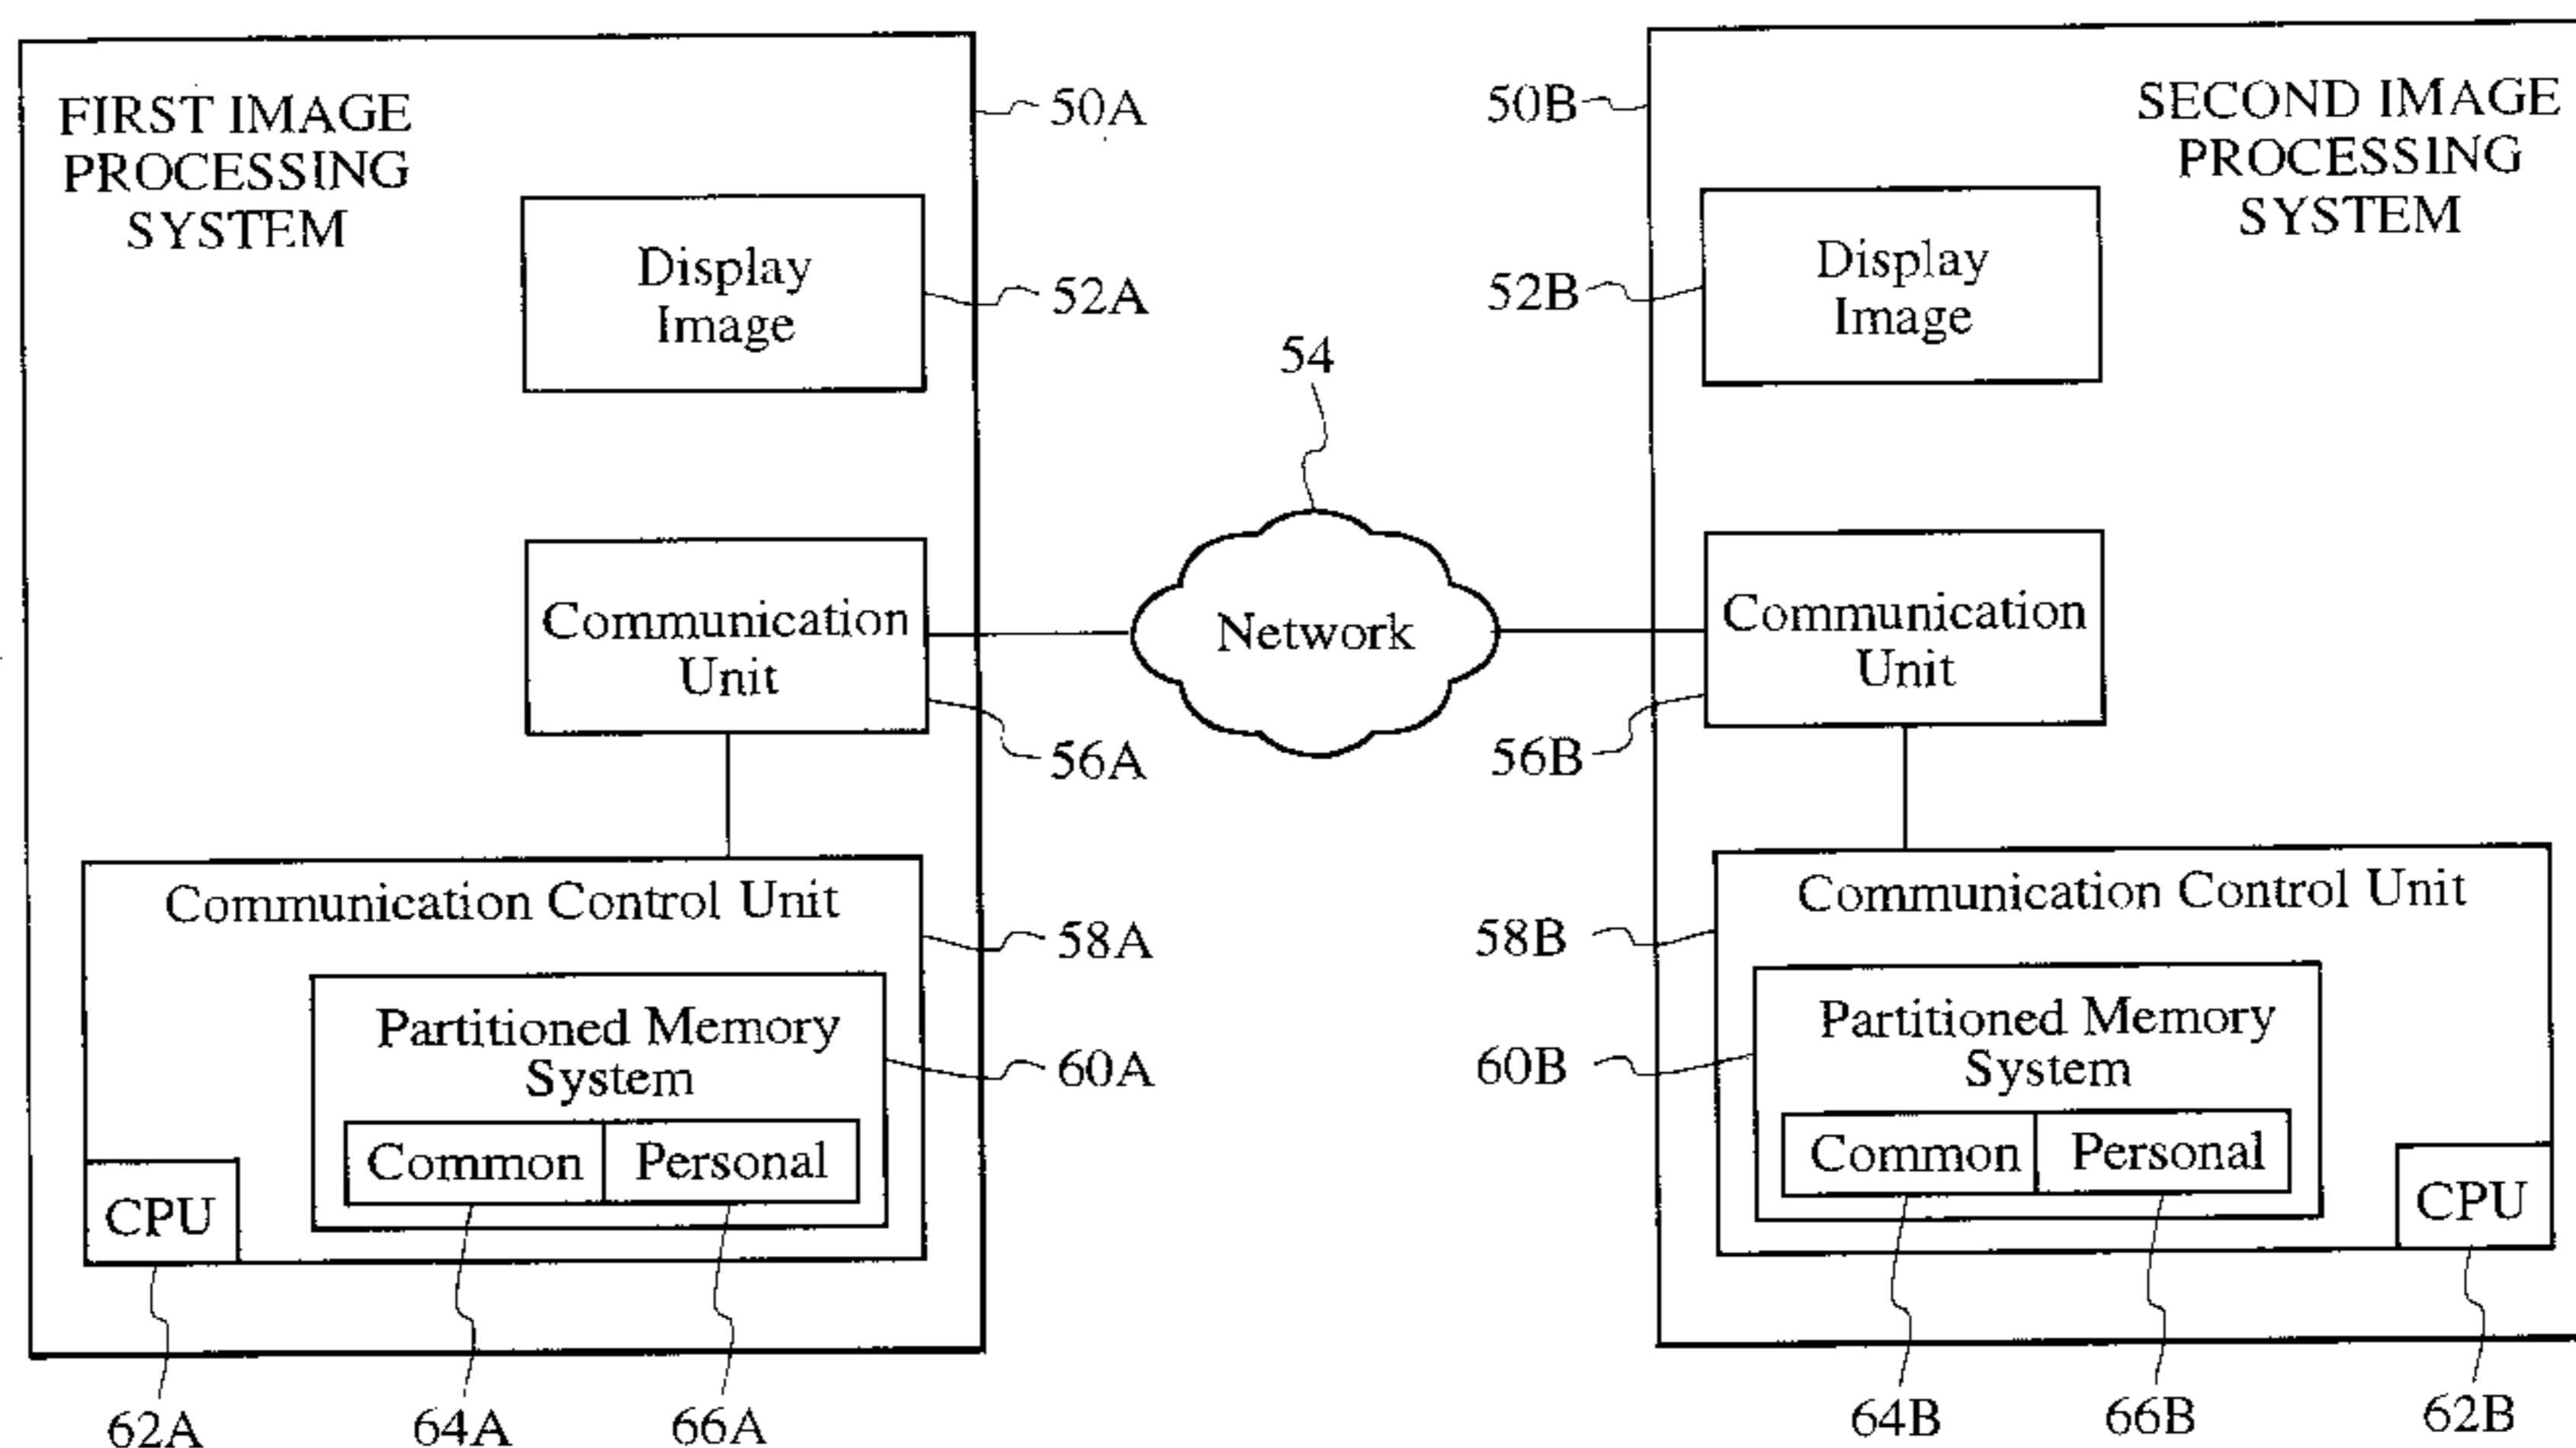 FIRST IMAGE
PROCESSING
SYSTEM
50A
Display
Image
52A
Communication
Unit
56A
Communication Control Unit
58A
Partitioned Memory
System
60A
Common
Personal
CPU
62A
64A
66A
54
Network
50B
SECOND IMAGE
PROCESSING
SYSTEM
52B
Display
Image
Communication
Unit
56B
Communication Control Unit
58B
Partitioned Memory
System
60B
Common
Personal
CPU
64B
66B
62B